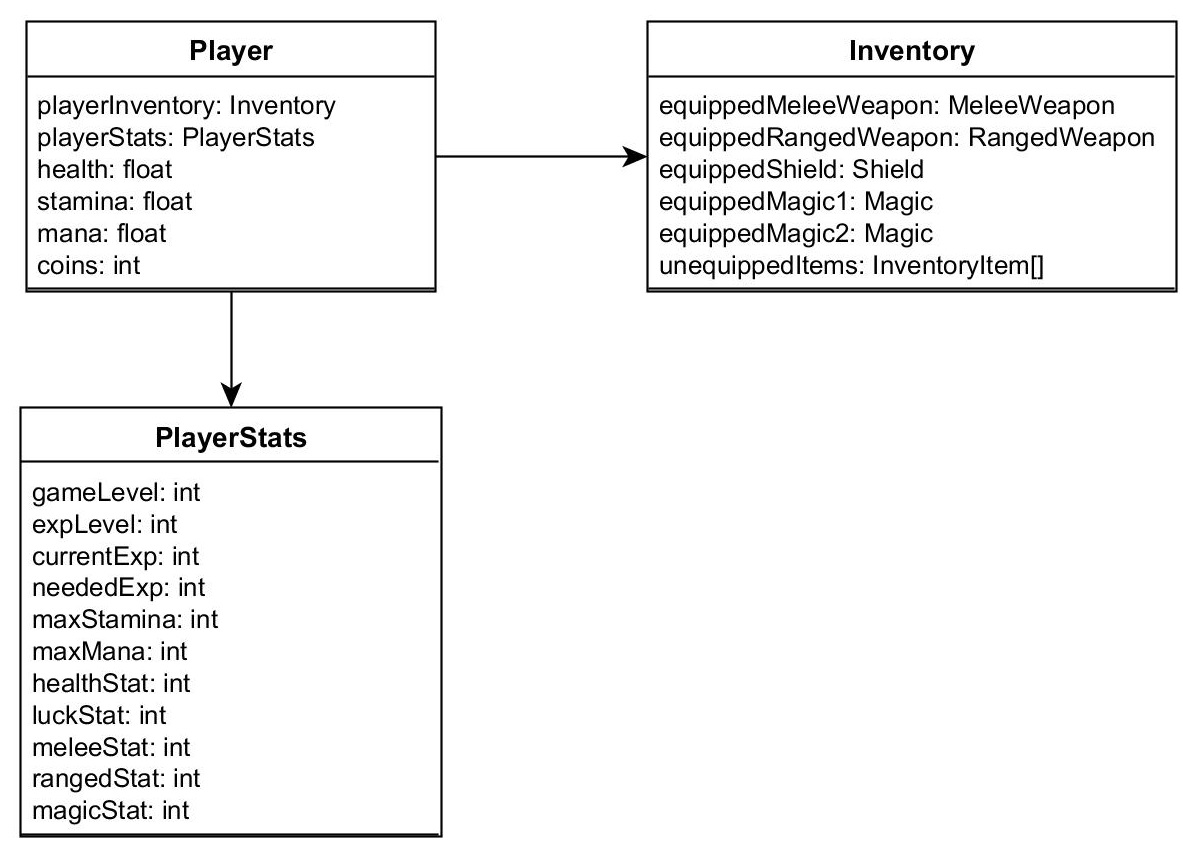 Player
playerInventory: Inventory
playerStats: PlayerStats
health: float
stamina: float
mana: float
coins: int
Inventory
equippedMeleeWeapon: MeleeWeapon
equippedRangedWeapon: RangedWeapon
equippedShield: Shield
equippedMagic1: Magic
equippedMagic2: Magic
unequippedItems: InventoryItem[]
PlayerStats
gameLevel: int
expLevel: int
currentExp: int
neededExp: int
maxStamina: int
maxMana: int
healthStat: int
luckStat: int
meleeStat: int
rangedStat: int
magicStat: int